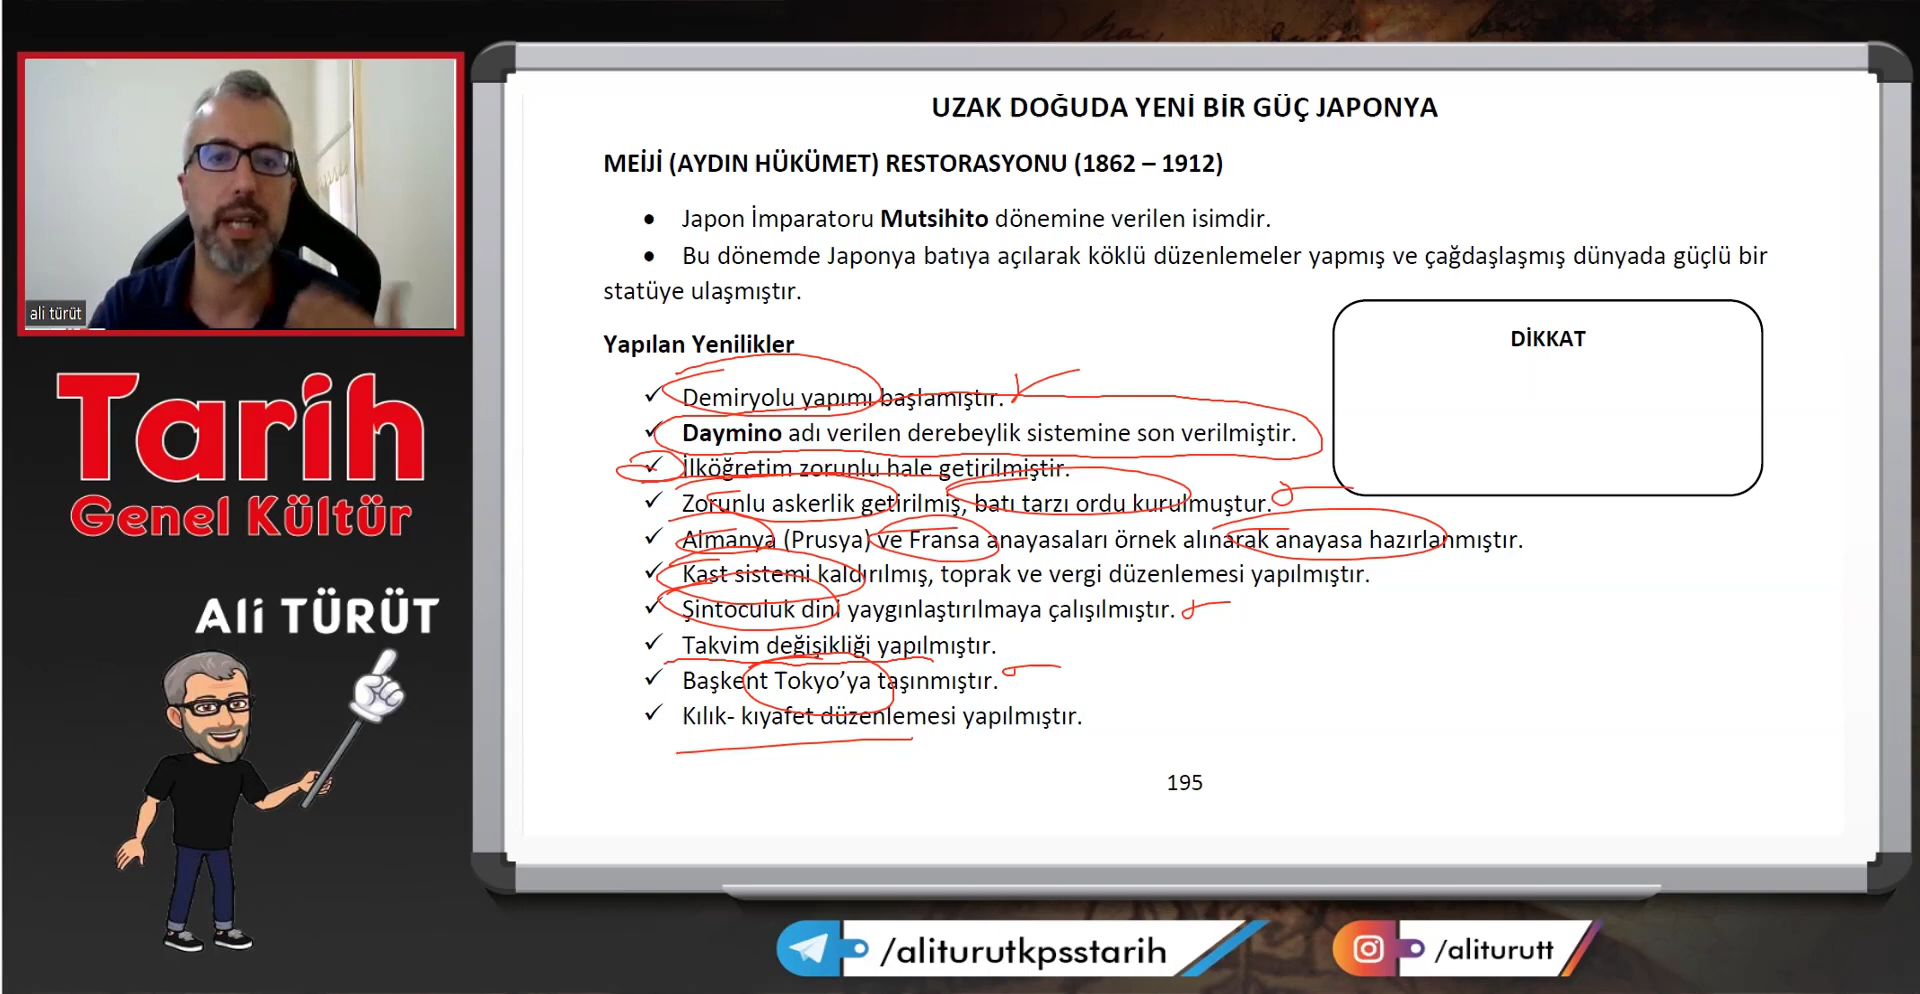 UZAK DOĞUDA YENİ BİR GÜÇ JAPONYA
MEİJİ (AYDIN HÜKÜMET) RESTORASYONU (1862 – 1912)
• Japon İmparatoru Mutsihito dönemine verilen isimdir.
• Bu dönemde Japonya batıya açılarak köklü düzenlemeler yapmış ve çağdaşlaşmış dünyada güçlü bir
statüye ulaşmıştır.
DİKKAT
Yapılan Yenilikler
✓ Demiryolu yapımı başlamıştır.
✓ Daymino adı verilen derebeylik sistemine son verilmiştir.
✓ İlköğretim zorunlu hale getirilmiştir.
✓ Zorunlu askerlik getirilmiş, batı tarzı ordu kurulmuştur.
✓ Almanya (Prusya) ve Fransa anayasaları örnek alınarak anayasa hazırlanmıştır.
✓ Kast sistemi kaldırılmış, toprak ve vergi düzenlemesi yapılmıştır.
✓ Şintoculuk dini yaygınlaştırılmaya çalışılmıştır.
✓ Takvim değişikliği yapılmıştır.
✓ Başkent Tokyo’ya taşınmıştır.
✓ Kılık- kıyafet düzenlemesi yapılmıştır.
195
ali türüt
Tarih
Genel Kültür
Ali TÜRÜT
/aliturutkpsstarih
/aliturutt